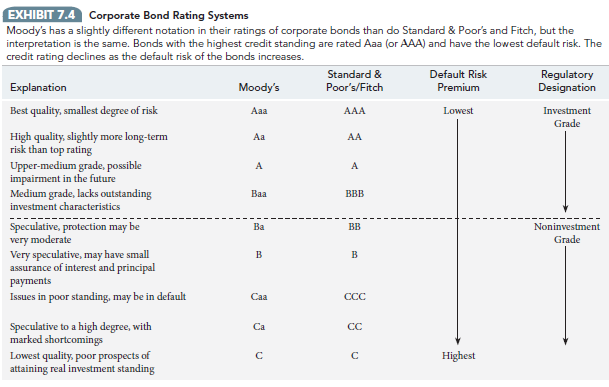 EXHIBIT 7.4 Corporate Bond Rating Systems
Moody's has a slightly different notation in their ratings of corporate bonds than do Standard & Poor's and Fitch, but the
interpretation is the same. Bonds with the highest credit standing are rated Aaa (or AAA) and have the lowest default risk. The
credit rating declines as the default risk of the bonds increases.
Standard & Default Risk Regulatory
Explanation Moody's Poor's/Fitch Premium Designation
Best quality, smallest degree of risk Aaa AAA Lowest Investment
Grade
High quality, slightly more long-term Aa AA
risk than top rating
Upper-medium grade, possible A A
impairment in the future
Medium grade, lacks outstanding Baa BBB
investment characteristics
Speculative, protection may be Ba BB Noninvestment
very moderate Grade
Very speculative, may have small B B
assurance of interest and principal
payments
Issues in poor standing, may be in default Caa CCC
Speculative to a high degree, with Ca CC
marked shortcomings
Lowest quality, poor prospects of C C Highest
attaining real investment standing